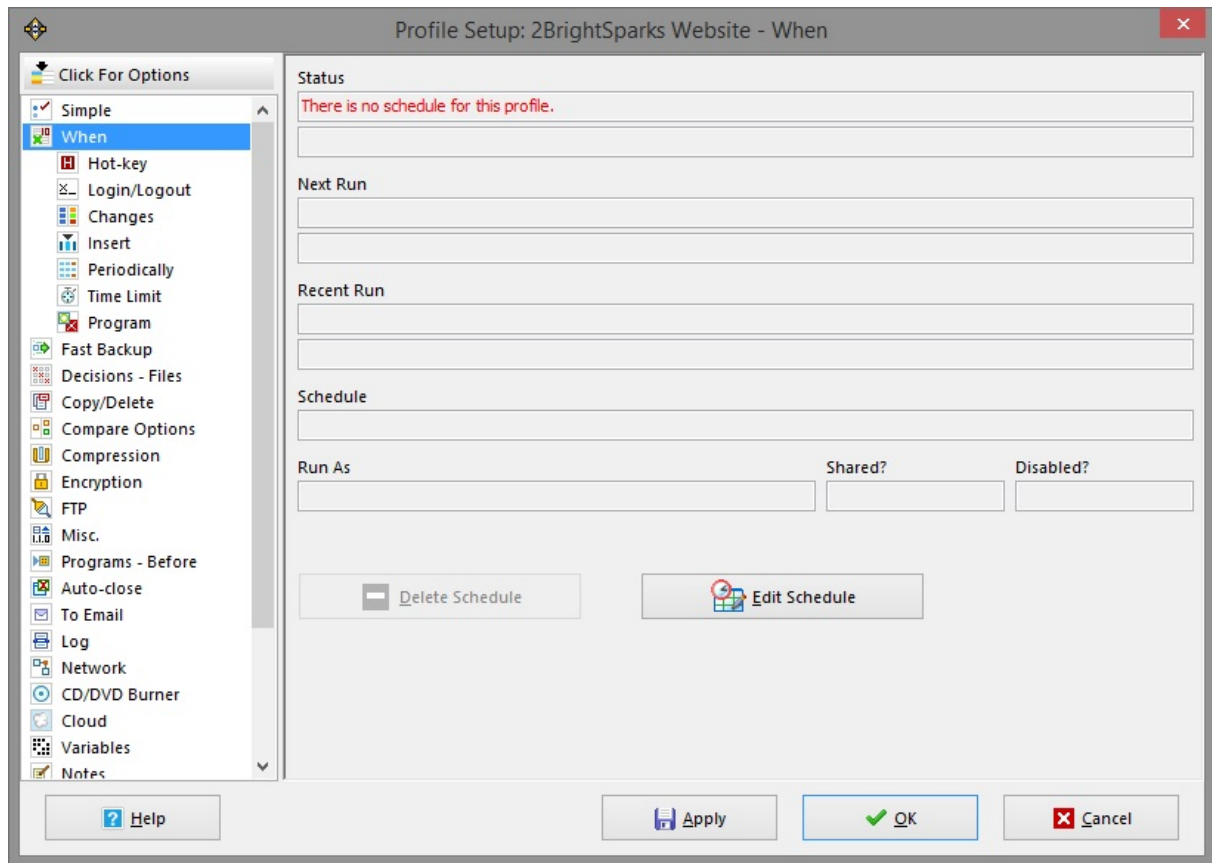 Profile Setup: 2BrightSparks Website - When
Click For Options
Simple
When
Hot-key
Login/Logout
Changes
Insert
Periodically
Time Limit
Program
Fast Backup
Decisions - Files
Copy/Delete
Compare Options
Compression
Encryption
FTP
Misc.
Programs - Before
Auto-close
To Email
Log
Network
CD/DVD Burner
Cloud
Variables
Notes
Status
There is no schedule for this profile.
Next Run
Recent Run
Schedule
Run As Shared? Disabled?
Delete Schedule Edit Schedule
Help Apply OK Cancel